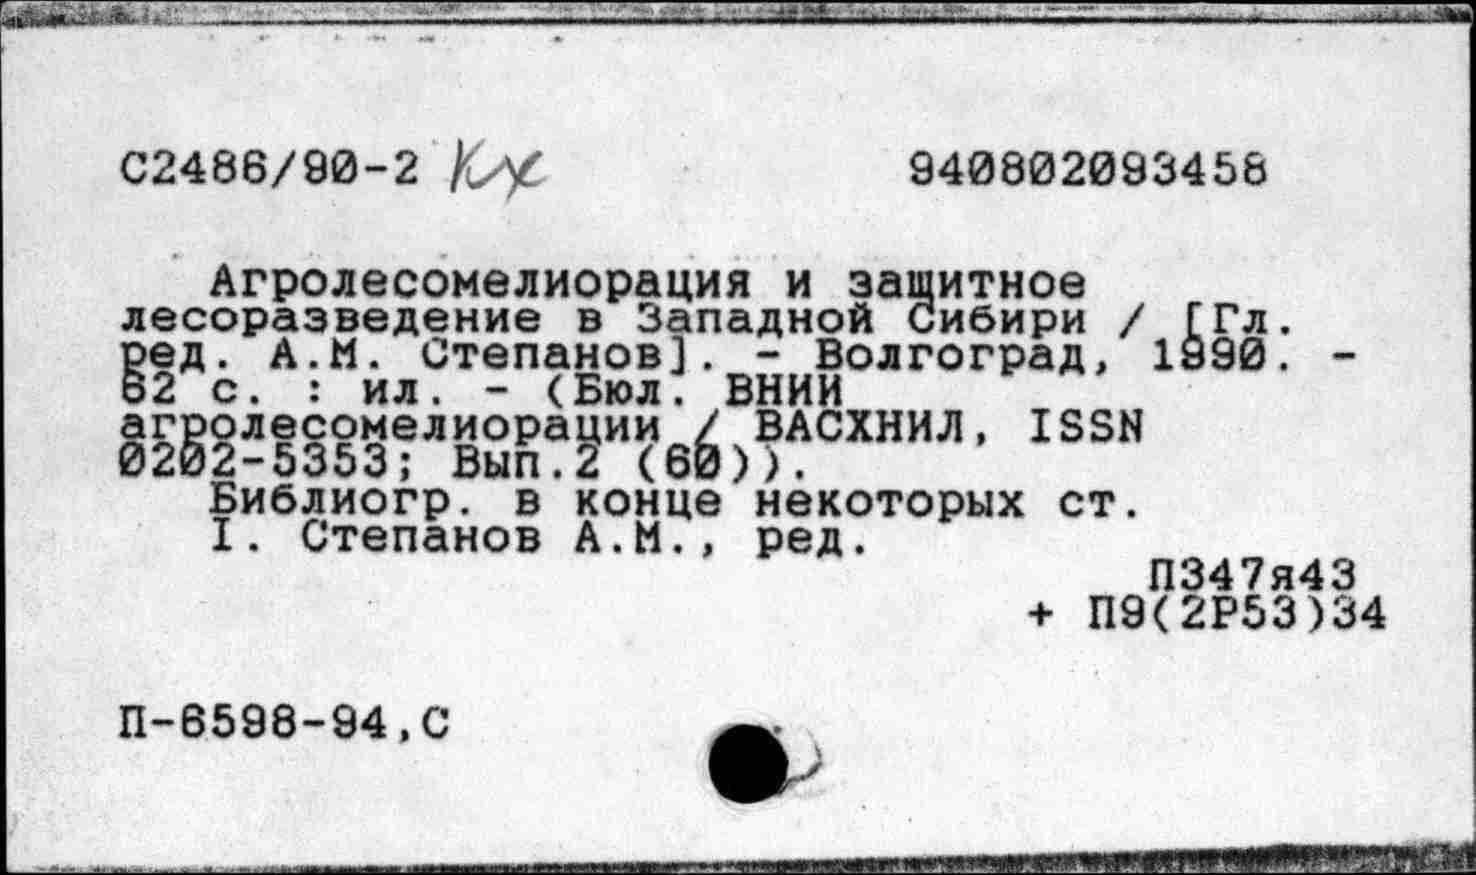 С2486/90-2 Кх 940802093458
Агролесомелиорация и защитное
лесоразведение в Западной Сибири / [Гл.
ред. А.М. Степанов]. - Волгоград, 1990. -
62 с. : ил. - (Бюл. ВНИИ
агролесомелиорации / ВАСХНИЛ, ISSN
0202-5353; Вып.2 (60)).
Библиогр. в конце некоторых ст.
I. Степанов А.М., ред.
П347я43
+ П9(2Р53)34
П-6598-94,С